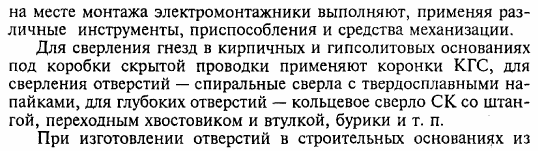 на месте монтажа электромонтажники выполняют, применяя раз-
личные инструменты, приспособления и средства механизации.
Для сверления гнезд в кирпичных и гипсолитовых основаниях
под коробки скрытой проводки применяют коронки КГС, для
сверления отверстий — спиральные сверла с твердосплавными на-
пайками, для глубоких отверстий — кольцевое сверло СК со штан-
гой, переходным хвостовиком и втулкой, бурики и т. п.
При изготовлении отверстий в строительных основаниях из